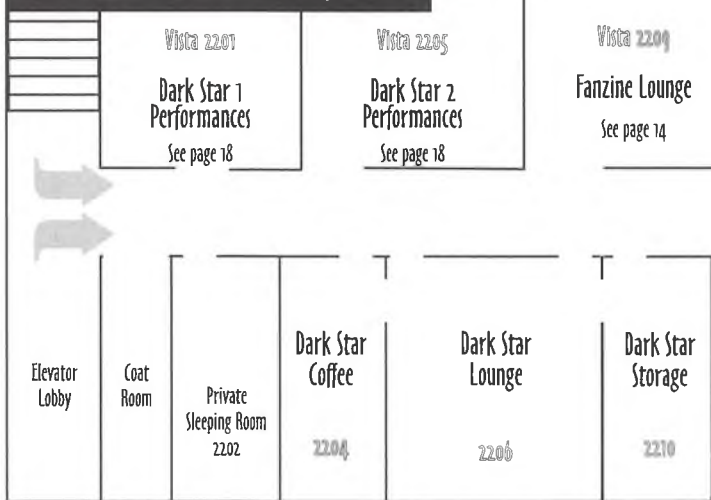 Vista 2201
Dark Star 1
Performances
See page 18
Vista 2205
Dark Star 2
Performances
See page 18
Vista 2209
Fanzine Lounge
See page 14
Elevator
Lobby
Coat
Room
Private
Sleeping Room
2202
Dark Star
Coffee
2204
Dark Star
Lounge
2206
Dark Star
Storage
2210